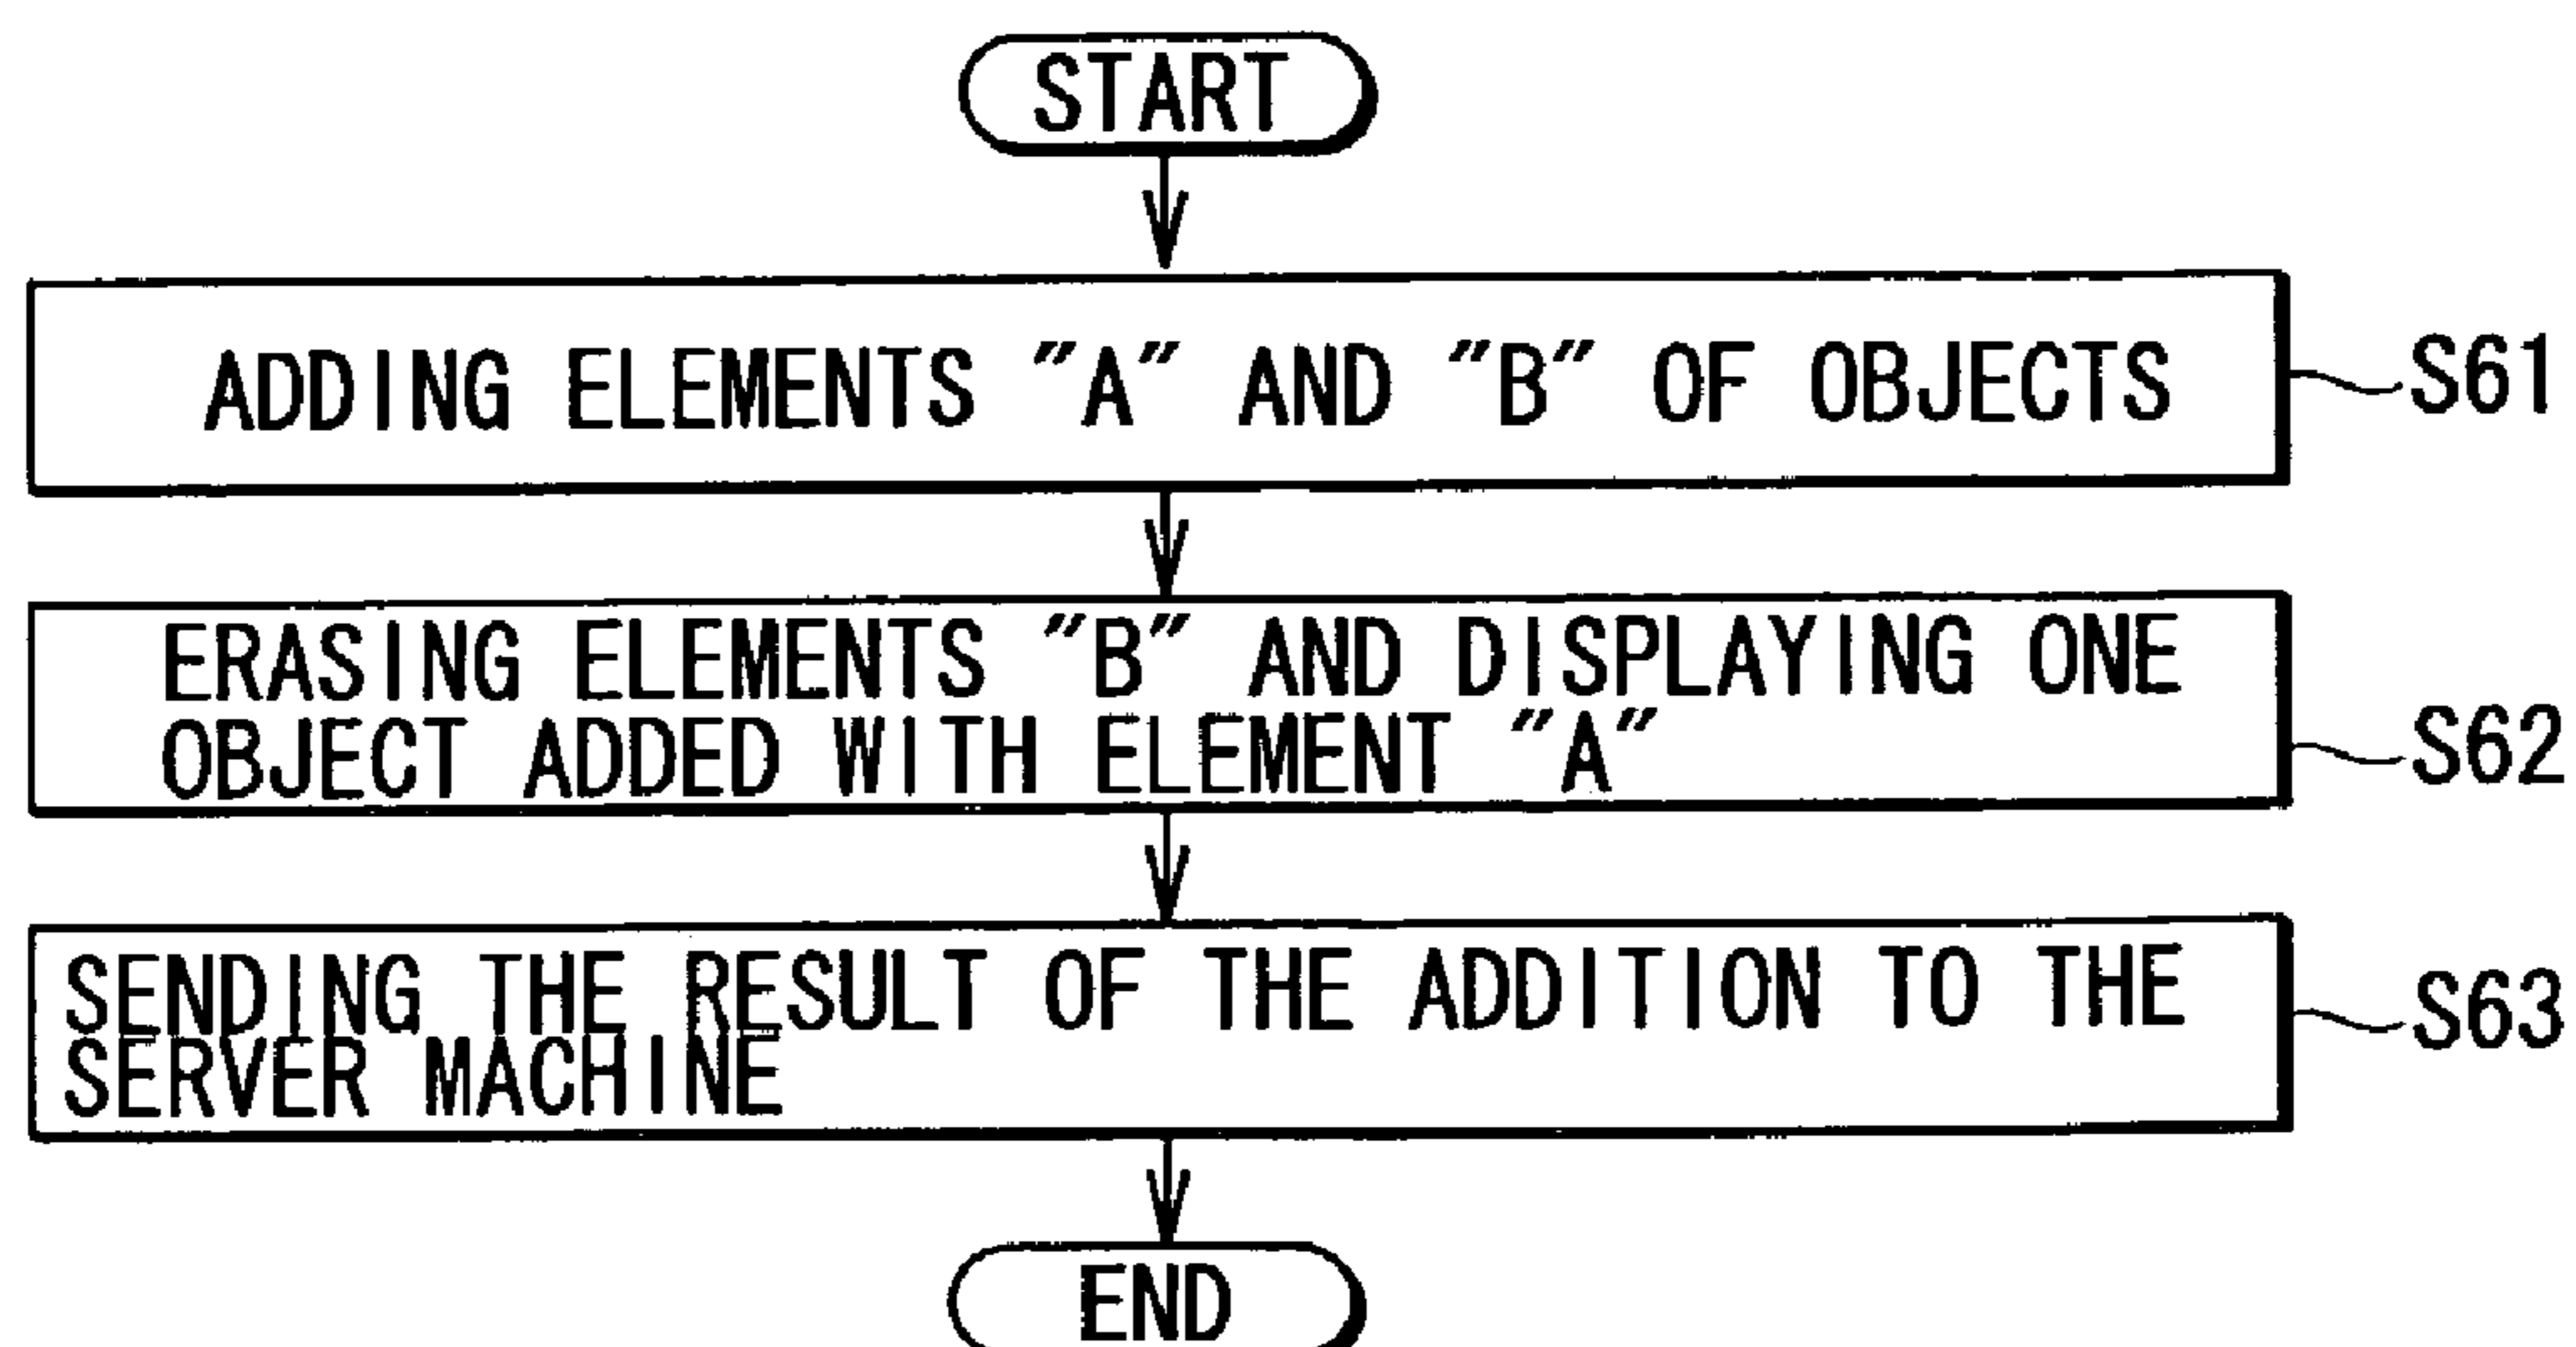 START
ADDING ELEMENTS "A" AND "B" OF OBJECTS
S61
ERASING ELEMENTS "B" AND DISPLAYING ONE
OBJECT ADDED WITH ELEMENT "A"
S62
SENDING THE RESULT OF THE ADDITION TO THE
SERVER MACHINE
S63
END